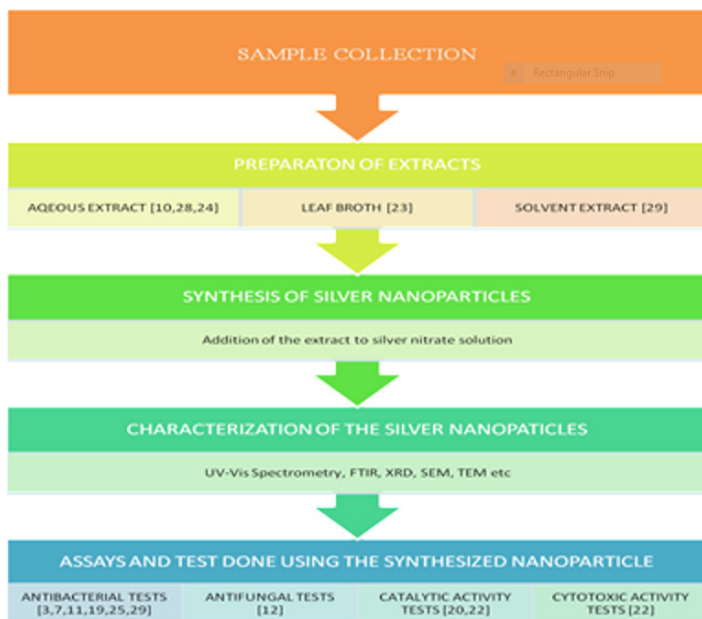 SAMPLE COLLECTION
Rectangular Snip
PREPARATON OF EXTRACTS
AQEOUS EXTRACT [10,28,24]
LEAF BROTH [23]
SOLVENT EXTRACT [29]
SYNTHESIS OF SILVER NANOPARTICLES
Addition of the extract to silver nitrate solution
CHARACTERIZATION OF THE SILVER NANOPATICLES
UV-Vis Spectrometry, FTIR, XRD, SEM, TEM etc
ASSAYS AND TEST DONE USING THE SYNTHESIZED NANOPARTICLE
ANTIBACTERIAL TESTS
[3,7,11,19,25,29]
ANTIFUNGAL TESTS
[12]
CATALYTIC ACTIVITY
TESTS [20,22]
CYTOTOXIC ACTIVITY
TESTS [22]